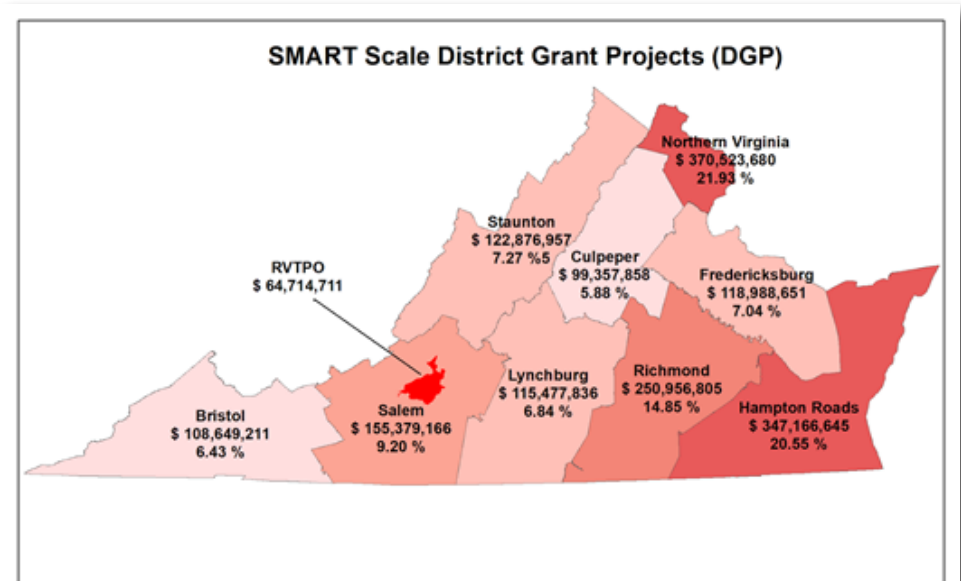 SMART Scale District Grant Projects (DGP)
Northern Virginia
$ 370,523,680
21.93 %
Staunton
$ 122,876,957
7.27 %5
Culpeper
$ 99,357,858
5.88 %
RVTPO
$ 64,714,711
Fredericksburg
$ 118,988,651
7.04 %
Lynchburg
$ 115,477,836
6.84 %
Richmond
$ 250,956,805
14.85 %
Bristol
$ 108,649,211
6.43 %
Salem
$ 155,379,166
9.20 %
Hampton Roads
$ 347,166,645
20.55 %